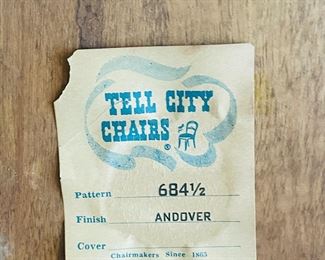 TELL CITY
CHAIRS ®
Pattern 684½
Finish ANDOVER
Cover
Chairmakers Since 1865